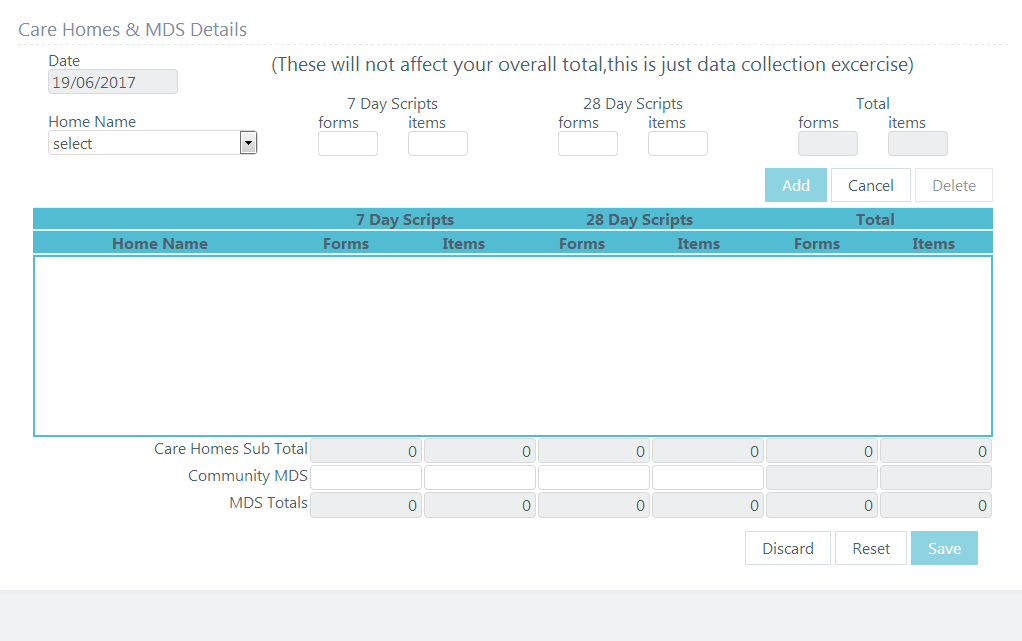 Care Homes & MDS Details
Date
(These will not affect your overall total,this is just data collection excercise)
19/06/2017
7 Day Scripts 28 Day Scripts Total
Home Name forms items forms items forms items
select
Add Cancel Delete
7 Day Scripts 28 Day Scripts Total
Home Name Forms Items Forms Items Forms Items
Care Homes Sub Total 0 0 0 0 0 0
Community MDS
MDS Totals 0 0 0 0 0 0
Discard Reset Save